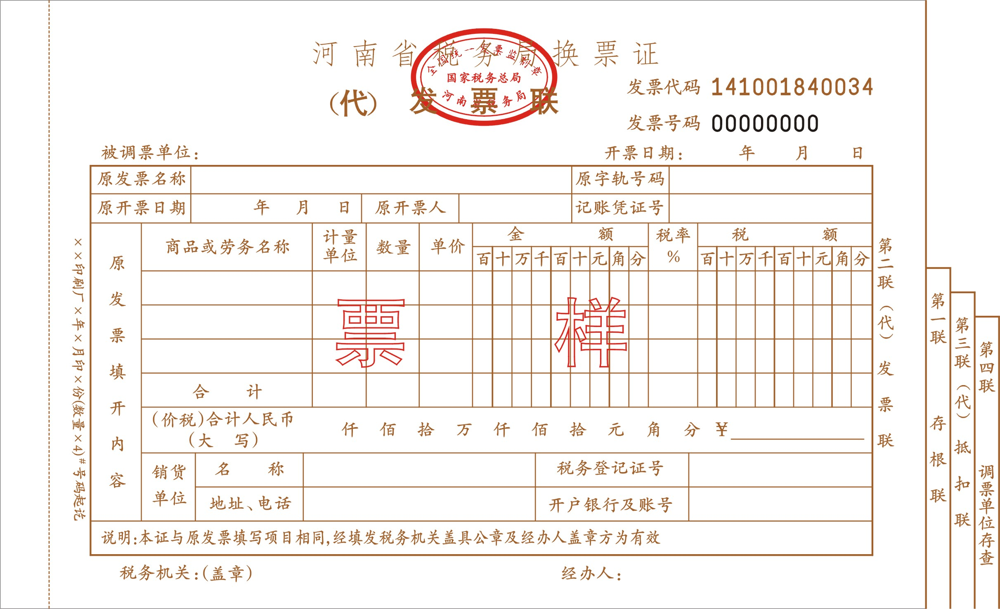 河南省税务局换票证
全国统一发票监制章
国家税务总局
河南省税务局
(代) 发票联
发票代码 141001840034
发票号码 00000000
被调票单位：
开票日期： 年 月 日
原发票名称 原字轨号码
原开票日期 年 月 日 原开票人 记账凭证号
原发票填开内容
商品或劳务名称 计量单位 数量 单价 金额 税率% 税额
百 十 万 千 百 十 元 角 分 百 十 万 千 百 十 元 角 分
票样
合计
(价税)合计人民币
(大 写)
仟 佰 拾 万 仟 佰 拾 元 角 分 ¥
销货单位
名称 税务登记证号
地址、电话 开户银行及账号
说明:本证与原发票填写项目相同,经填发税务机关盖具公章及经办人盖章方为有效
税务机关:(盖章) 经办人：
××印刷厂×年×月印×份(数量×4)#号码起讫
第二联（代）发票联
第一联 存根联
第三联（代）抵扣联
第四联 调票单位存查